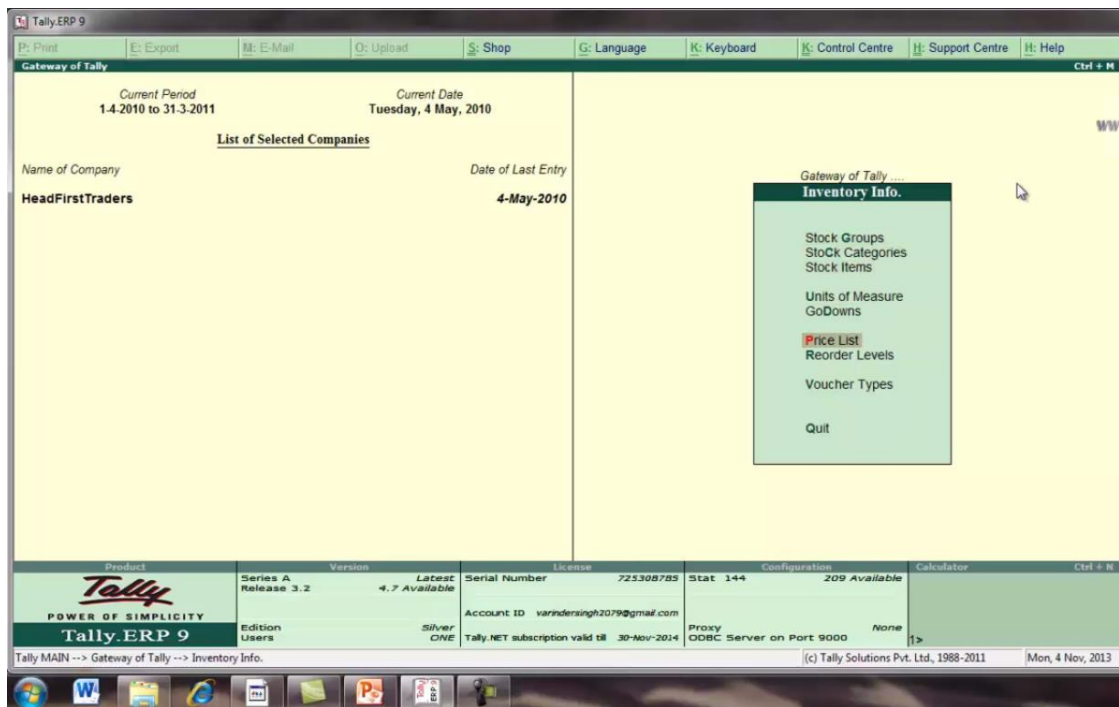 Tally.ERP 9
P: Print E: Export M: E-Mail O: Upload S: Shop G: Language K: Keyboard K: Control Centre H: Support Centre H: Help
Gateway of Tally Ctrl + M
Current Period Current Date
1-4-2010 to 31-3-2011 Tuesday, 4 May, 2010
List of Selected Companies
Name of Company Date of Last Entry
HeadFirstTraders 4-May-2010
Gateway of Tally ....
Inventory Info.
Stock Groups
StoCk Categories
Stock Items
Units of Measure
GoDowns
Price List
Reorder Levels
Voucher Types
Quit
Product Version License Configuration Calculator Ctrl + N
Tally
POWER OF SIMPLICITY
Tally.ERP 9
Series A Latest
Release 3.2 4.7 Available
Edition Silver
Users ONE
Serial Number 725308785
Account ID varindersingh2079@gmail.com
Tally.NET subscription valid till 30-Nov-2014
Stat 144 209 Available
Proxy None
ODBC Server on Port 9000
1>
Tally MAIN --> Gateway of Tally --> Inventory Info. (c) Tally Solutions Pvt. Ltd., 1988-2011 Mon, 4 Nov, 2013